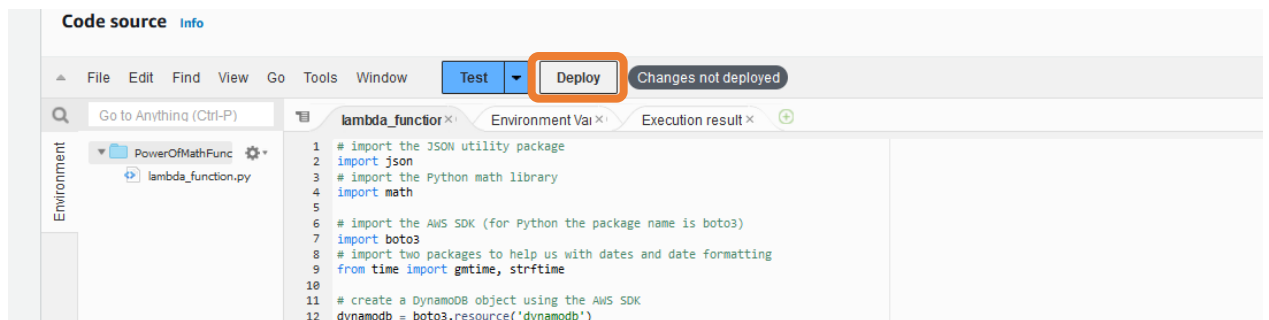 Code source Info
File Edit Find View Go Tools Window Test Deploy Changes not deployed
Go to Anything (Ctrl-P)
lambda_function Environment Var Execution result
Environment
PowerOfMathFunc
lambda_function.py
1 # import the JSON utility package
2 import json
3 # import the Python math library
4 import math
5
6 # import the AWS SDK (for Python the package name is boto3)
7 import boto3
8 # import two packages to help us with dates and date formatting
9 from time import gmtime, strftime
10
11 # create a DynamoDB object using the AWS SDK
12 dynamodb = boto3.resource('dynamodb')